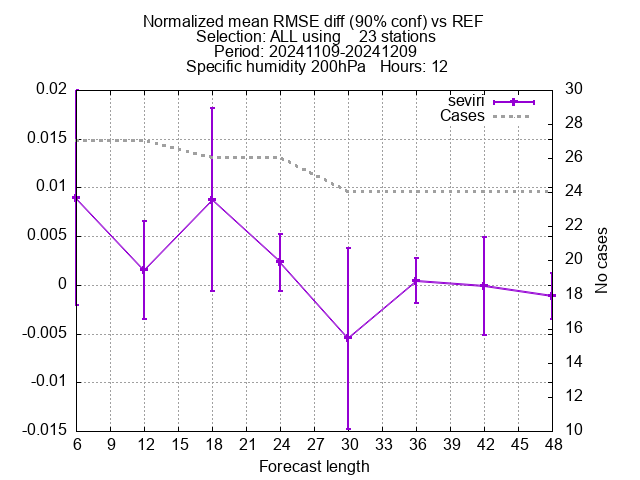 Normalized mean RMSE diff (90% conf) vs REF
Selection: ALL using    23 stations
Period: 20241109-20241209
Specific humidity 200hPa   Hours: 12
seviri
Cases
0.02
0.015
0.01
0.005
0
-0.005
-0.01
-0.015
30
28
26
24
22
20
18
16
14
12
10
No cases
6 9 12 15 18 21 24 27 30 33 36 39 42 45 48
Forecast length